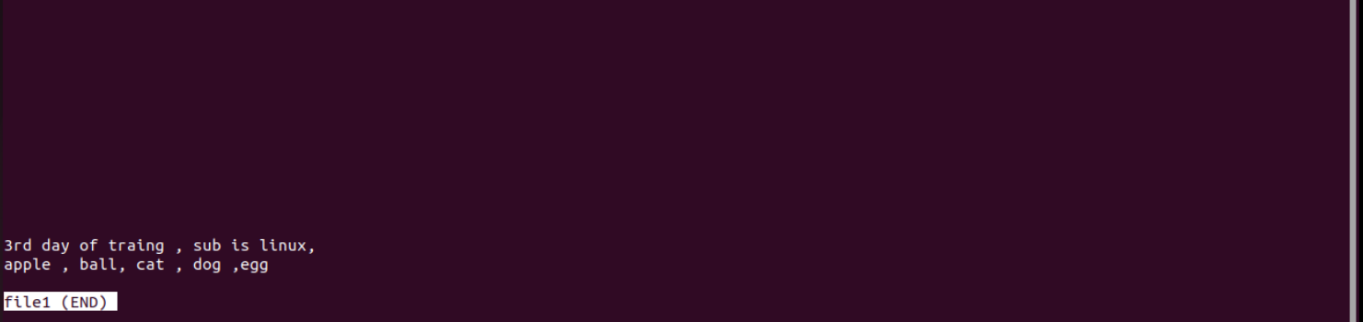 3rd day of traing , sub is linux,
apple , ball, cat , dog ,egg
file1 (END)